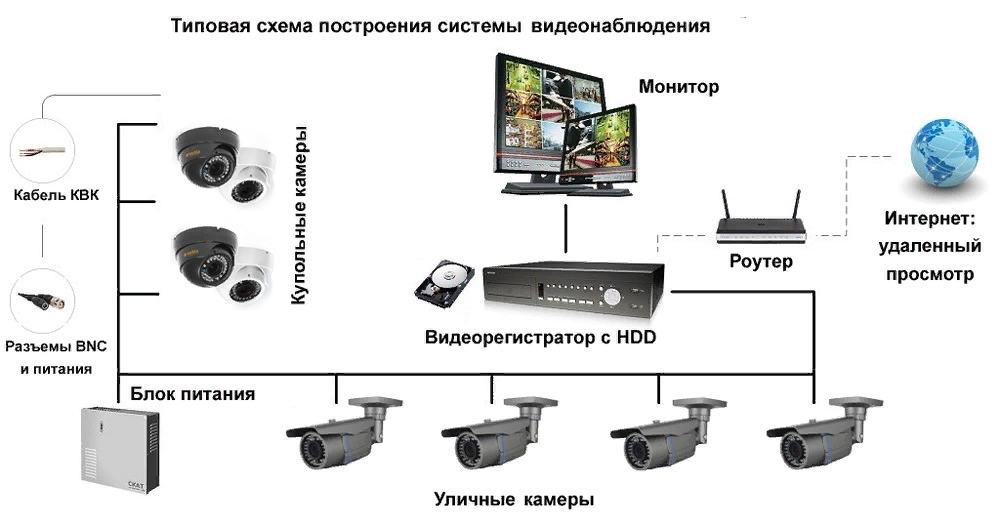 Типовая схема построения системы видеонаблюдения
Монитор
Купольные камеры
Кабель КВК
Интернет:
удаленный
просмотр
Роутер
Видеорегистратор с HDD
Разъемы BNC
и питания
Блок питания
СКАТ
Уличные камеры